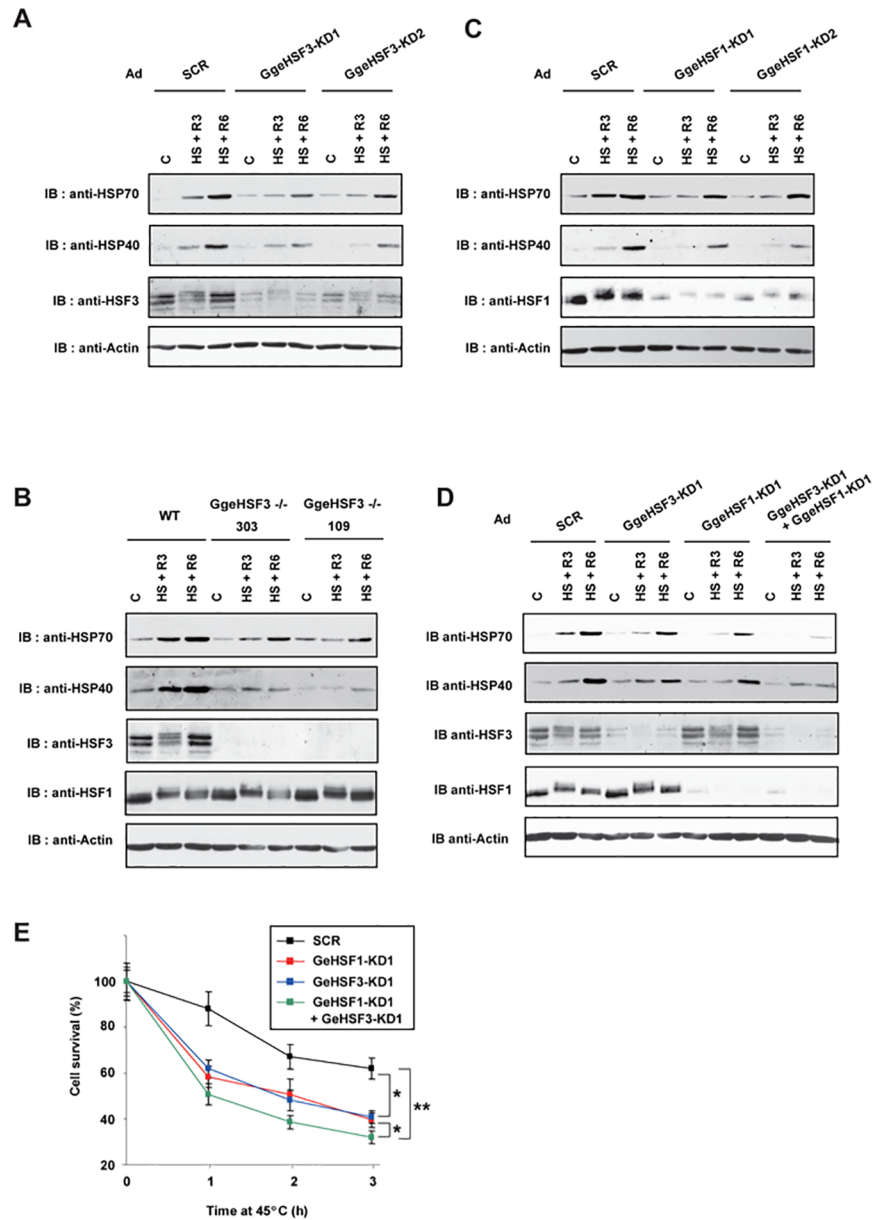 A
Ad
SCR
GgeHSF3-KD1
GgeHSF3-KD2
C
HS + R3
HS + R6
C
HS + R3
HS + R6
C
HS + R3
HS + R6
IB : anti-HSP70
IB : anti-HSP40
IB : anti-HSF3
IB : anti-Actin
C
Ad
SCR
GgeHSF1-KD1
GgeHSF1-KD2
C
HS + R3
HS + R6
C
HS + R3
HS + R6
C
HS + R3
HS + R6
IB : anti-HSP70
IB : anti-HSP40
IB : anti-HSF1
IB : anti-Actin
B
WT
GgeHSF3 -/-
303
GgeHSF3 -/-
109
C
HS + R3
HS + R6
C
HS + R3
HS + R6
C
HS + R3
HS + R6
IB : anti-HSP70
IB : anti-HSP40
IB : anti-HSF3
IB : anti-HSF1
IB : anti-Actin
D
Ad
SCR
GgeHSF3-KD1
GgeHSF1-KD1
GgeHSF3-KD1
+ GgeHSF1-KD1
C
HS + R3
HS + R6
C
HS + R3
HS + R6
C
HS + R3
HS + R6
C
HS + R3
HS + R6
IB anti-HSP70
IB anti-HSP40
IB anti-HSF3
IB anti-HSF1
IB anti-Actin
E
SCR
GeHSF1-KD1
GeHSF3-KD1
GeHSF1-KD1
+ GeHSF3-KD1
Cell survival (%)
100
80
60
40
20
*
**
*
0
1
2
3
Time at 45°C (h)